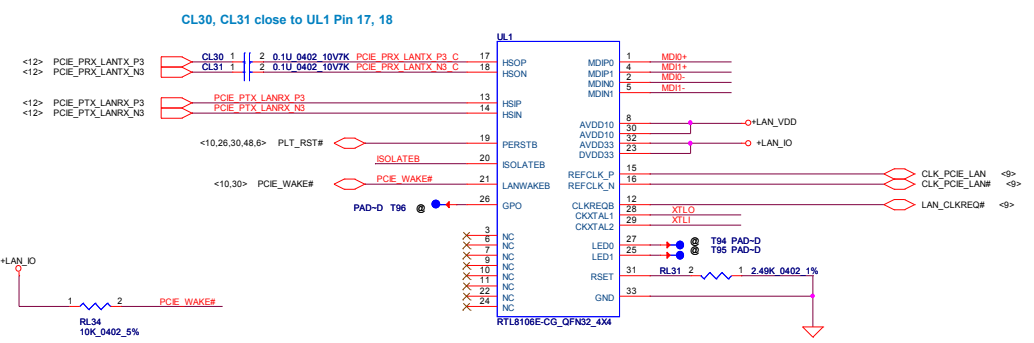 CL30, CL31 close to UL1 Pin 17, 18
UL1
<12> PCIE_PRX_LANTX_P3 CL30 1 2 0.1U_0402_10V7K PCIE_PRX_LANTX_P3_C 17 HSOP
<12> PCIE_PRX_LANTX_N3 CL31 1 2 0.1U_0402_10V7K PCIE_PRX_LANTX_N3_C 18 HSON
MDIP0 1 MDI0+
MDIP1 4 MDI1+
MDIN0 2 MDI0-
MDIN1 5 MDI1-
<12> PCIE_PTX_LANRX_P3 PCIE_PTX_LANRX_P3 13 HSIP
<12> PCIE_PTX_LANRX_N3 PCIE_PTX_LANRX_N3 14 HSIN
AVDD10 8 +LAN_VDD
AVDD10 30
AVDD33 32 +LAN_IO
DVDD33 23
<10,26,30,48,6> PLT_RST# 19 PERSTB
ISOLATEB 20 ISOLATEB
<10,30> PCIE_WAKE# PCIE_WAKE# 21 LANWAKEB
PAD~D T96 @ 26 GPO
REFCLK_P 15 CLK_PCIE_LAN <9>
REFCLK_N 16 CLK_PCIE_LAN# <9>
CLKREQB 12 LAN_CLKREQ# <9>
CKXTAL1 28 XTLO
CKXTAL2 29 XTLI
3 NC
6 NC
7 NC
9 NC
10 NC
11 NC
22 NC
24 NC
LED0 27 @ T94 PAD~D
LED1 25 @ T95 PAD~D
RSET 31 RL31 2 1 2.49K_0402_1%
GND 33
RTL8106E-CG_QFN32_4X4
+LAN_IO
1 2 PCIE_WAKE#
RL34
10K_0402_5%